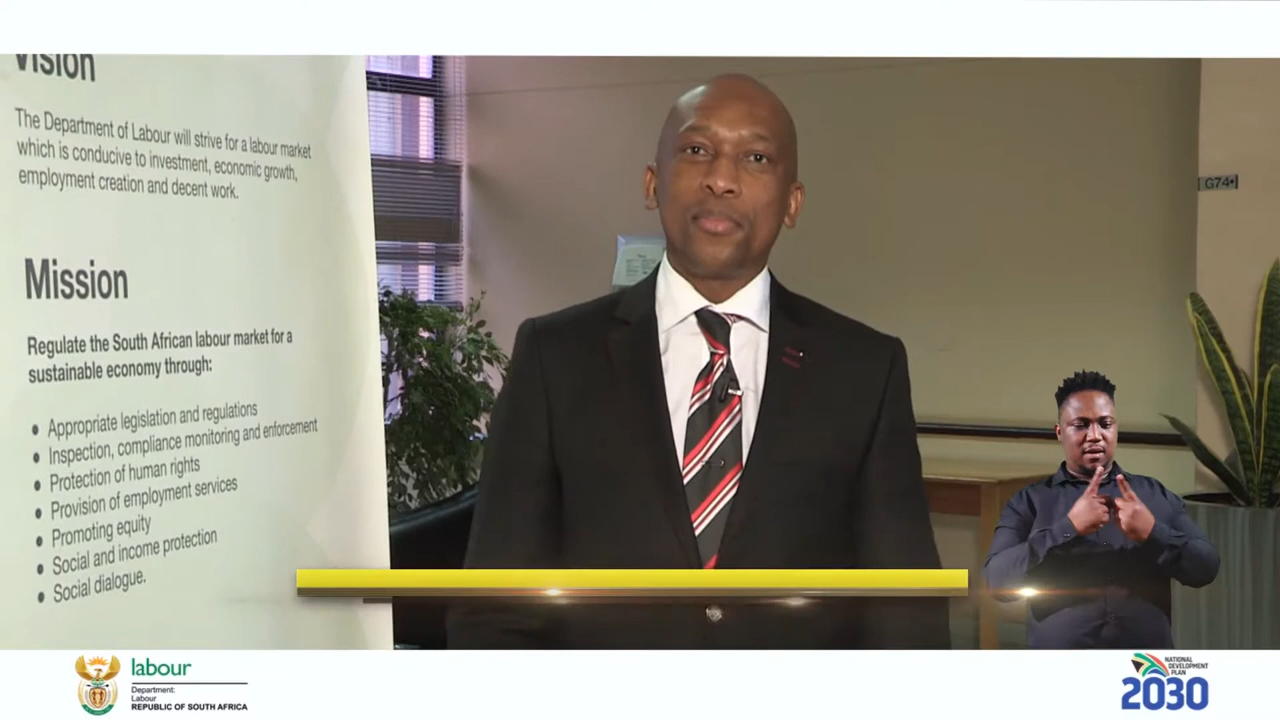 Vision
The Department of Labour will strive for a labour market
which is conducive to investment, economic growth,
employment creation and decent work.
Mission
Regulate the South African labour market for a
sustainable economy through:
• Appropriate legislation and regulations
• Inspection, compliance monitoring and enforcement
• Protection of human rights
• Provision of employment services
• Promoting equity
• Social and income protection
• Social dialogue.
G74
labour
Department:
Labour
REPUBLIC OF SOUTH AFRICA
NATIONAL
DEVELOPMENT
PLAN
2030